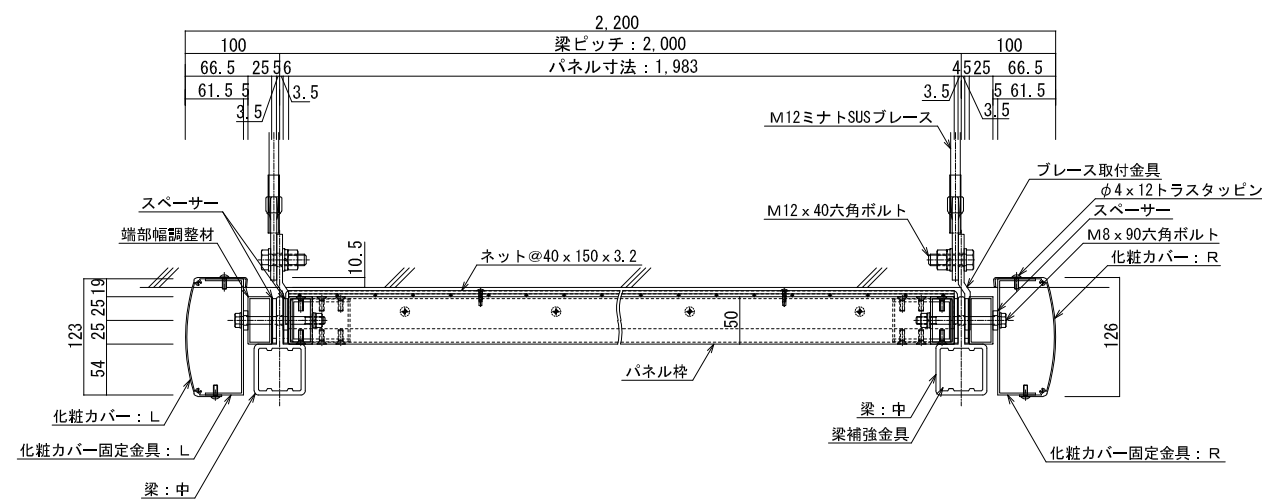 2,200
100
梁ピッチ：2,000
100
66.5
25
5
6
パネル寸法：1,983
4
5
25
66.5
61.5
5
3.5
3.5
5
61.5
3.5
3.5
M12ミナトSUSブレース
ブレース取付金具
φ4×12トラスタッピン
スペーサー
M12×40六角ボルト
スペーサー
端部幅調整材
M8×90六角ボルト
ネット@40×150×3.2
化粧カバー：R
10.5
19
25
25
54
123
50
126
パネル枠
化粧カバー：L
梁：中
梁補強金具
化粧カバー固定金具：L
化粧カバー固定金具：R
梁：中